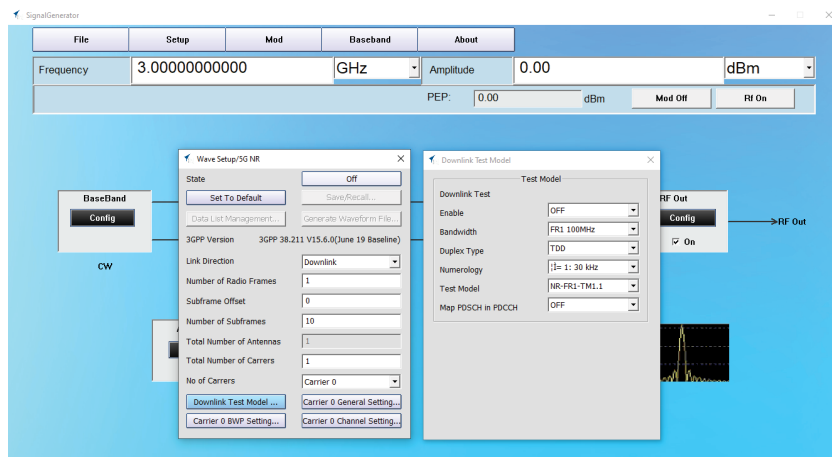 SignalGenerator
File Setup Mod Baseband About
Frequency 3.00000000000 GHz Amplitude 0.00 dBm
PEP: 0.00 dBm Mod Off Rf On
Wave Setup/5G NR
State Off
Set To Default Save/Recall...
Data List Management... Generate Waveform File...
3GPP Version 3GPP 38.211 V15.6.0(June 19 Baseline)
Link Direction Downlink
Number of Radio Frames 1
Subframe Offset 0
Number of Subframes 10
Total Number of Antennas 1
Total Number of Carrers 1
No of Carrers Carrier 0
Downlink Test Model ... Carrier 0 General Setting...
Carrier 0 BWP Setting... Carrier 0 Channel Setting...
Downlink Test Model
Test Model
Downlink Test
Enable OFF
Bandwidth FR1 100MHz
Duplex Type TDD
Numerology ¦Ì= 1: 30 kHz
Test Model NR-FR1-TM1.1
Map PDSCH in PDCCH OFF
BaseBand
Config
CW
RF Out
Config
On
RF Out